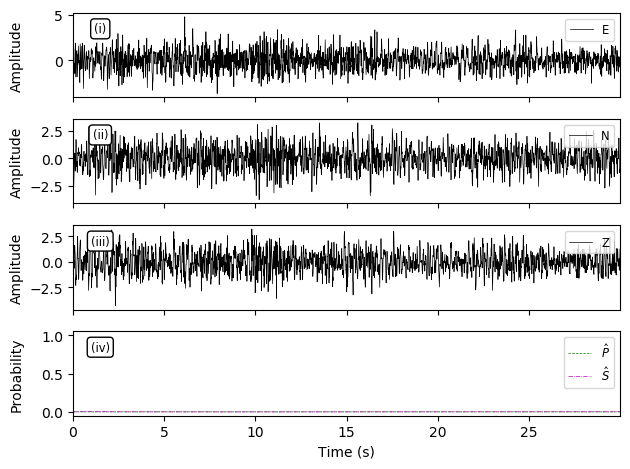 Amplitude
5
0
(i)
E
Amplitude
2.5
0.0
−2.5
(ii)
N
Amplitude
2.5
0.0
−2.5
(iii)
Z
Probability
1.0
0.5
0.0
(iv)
P̂
Ŝ
0 5 10 15 20 25
Time (s)